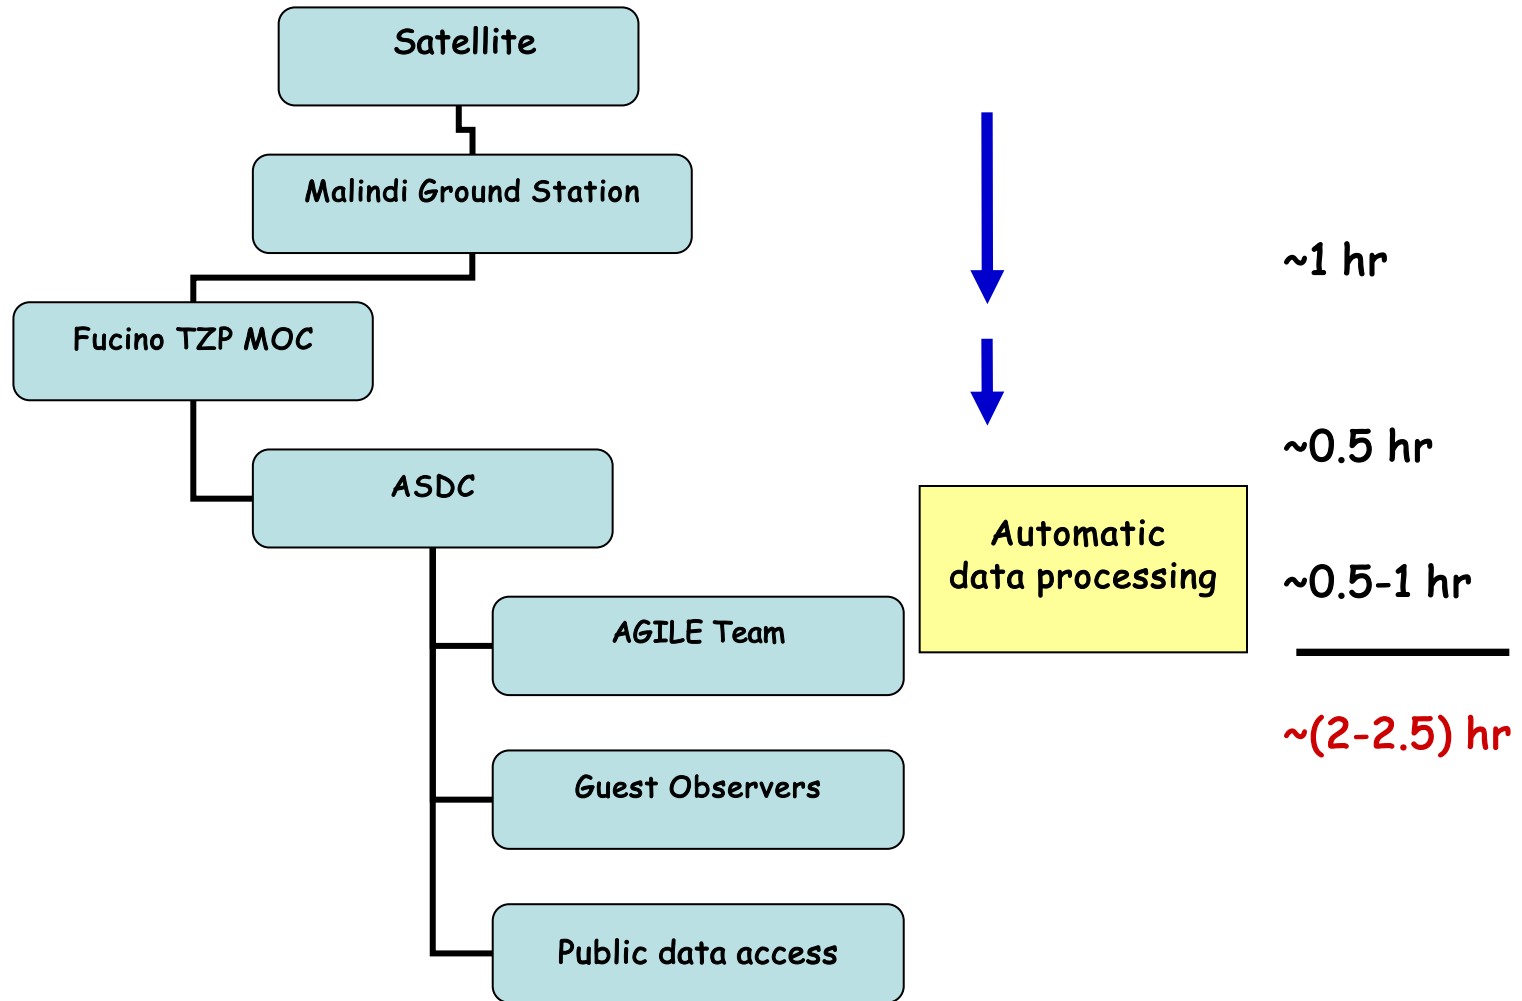 Satellite
Malindi Ground Station
~1 hr
Fucino TZP MOC
~0.5 hr
ASDC
Automatic
data processing
~0.5-1 hr
AGILE Team
~(2-2.5) hr
Guest Observers
Public data access